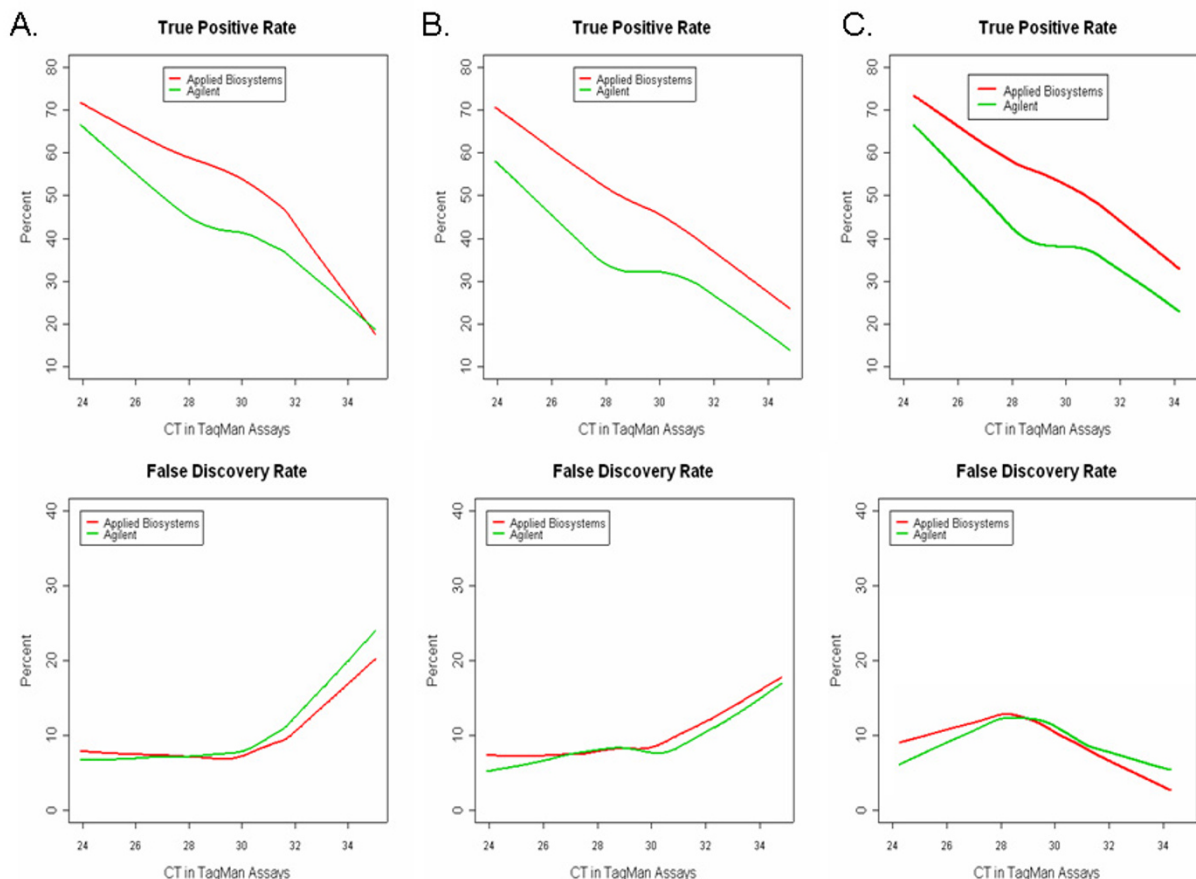 A.
True Positive Rate
Applied Biosystems
Agilent
Percent
80
70
60
50
40
30
20
10
24 26 28 30 32 34
CT in TaqMan Assays
B.
True Positive Rate
Applied Biosystems
Agilent
Percent
80
70
60
50
40
30
20
10
24 26 28 30 32 34
CT in TaqMan Assays
C.
True Positive Rate
Applied Biosystems
Agilent
Percent
80
70
60
50
40
30
20
10
24 26 28 30 32 34
CT in TaqMan Assays
False Discovery Rate
Applied Biosystems
Agilent
Percent
40
30
20
10
0
24 26 28 30 32 34
CT in TaqMan Assays
False Discovery Rate
Applied Biosystems
Agilent
Percent
40
30
20
10
0
24 26 28 30 32 34
CT in TaqMan Assays
False Discovery Rate
Applied Biosystems
Agilent
Percent
40
30
20
10
0
24 26 28 30 32 34
CT in TaqMan Assays